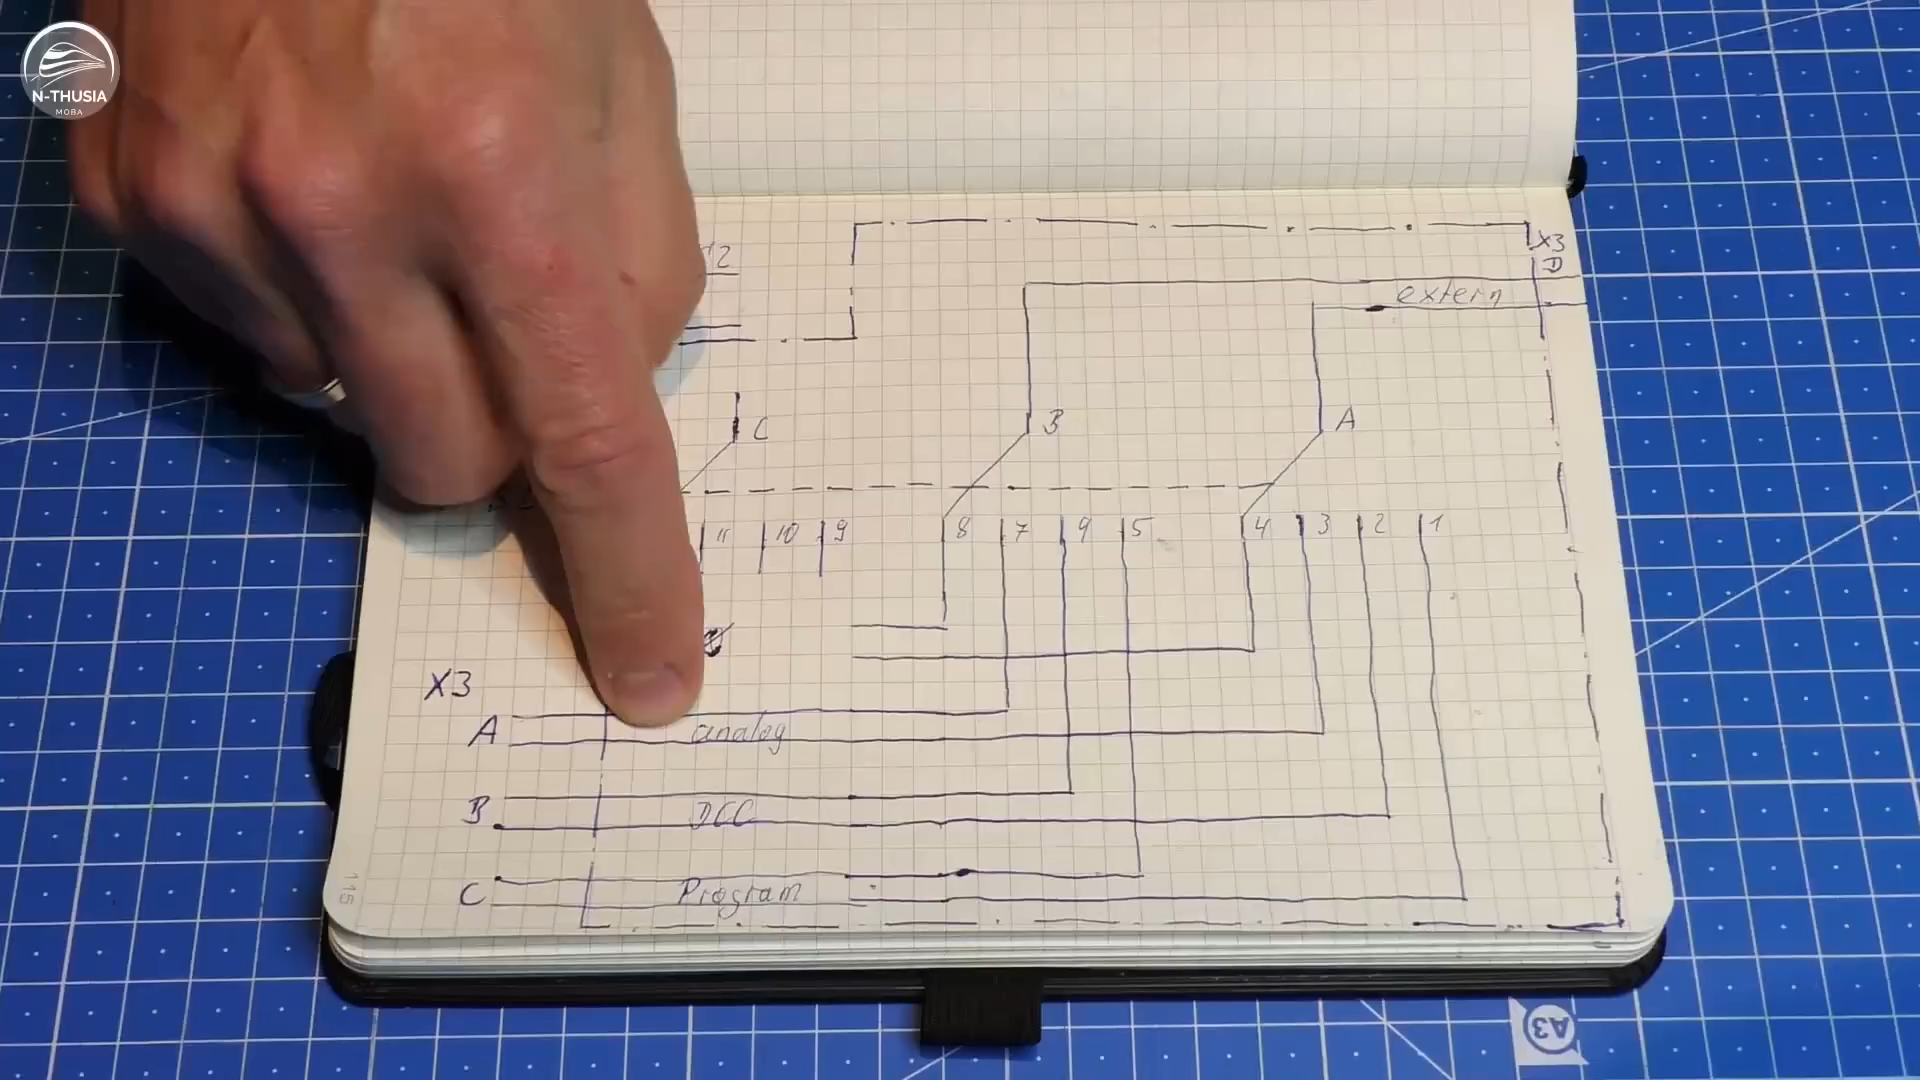 N-THUSIA
MOBA
12
X3
D
extern
C
B
A
11 10 9 8 7 9 5 4 3 2 1
X3
A analog
B DCC
C Program
115
A3